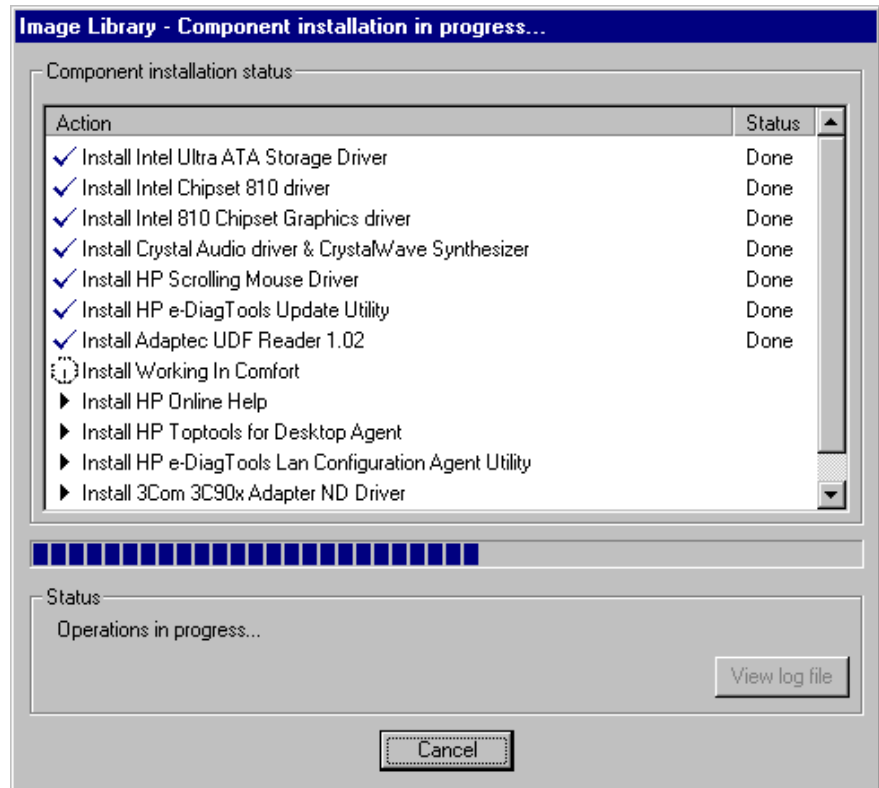 Image Library - Component installation in progress...
Component installation status
Action Status
Install Intel Ultra ATA Storage Driver Done
Install Intel Chipset 810 driver Done
Install Intel 810 Chipset Graphics driver Done
Install Crystal Audio driver & CrystalWave Synthesizer Done
Install HP Scrolling Mouse Driver Done
Install HP e-DiagTools Update Utility Done
Install Adaptec UDF Reader 1.02 Done
Install Working In Comfort
Install HP Online Help
Install HP Toptools for Desktop Agent
Install HP e-DiagTools Lan Configuration Agent Utility
Install 3Com 3C90x Adapter ND Driver
Status
Operations in progress...
View log file
Cancel